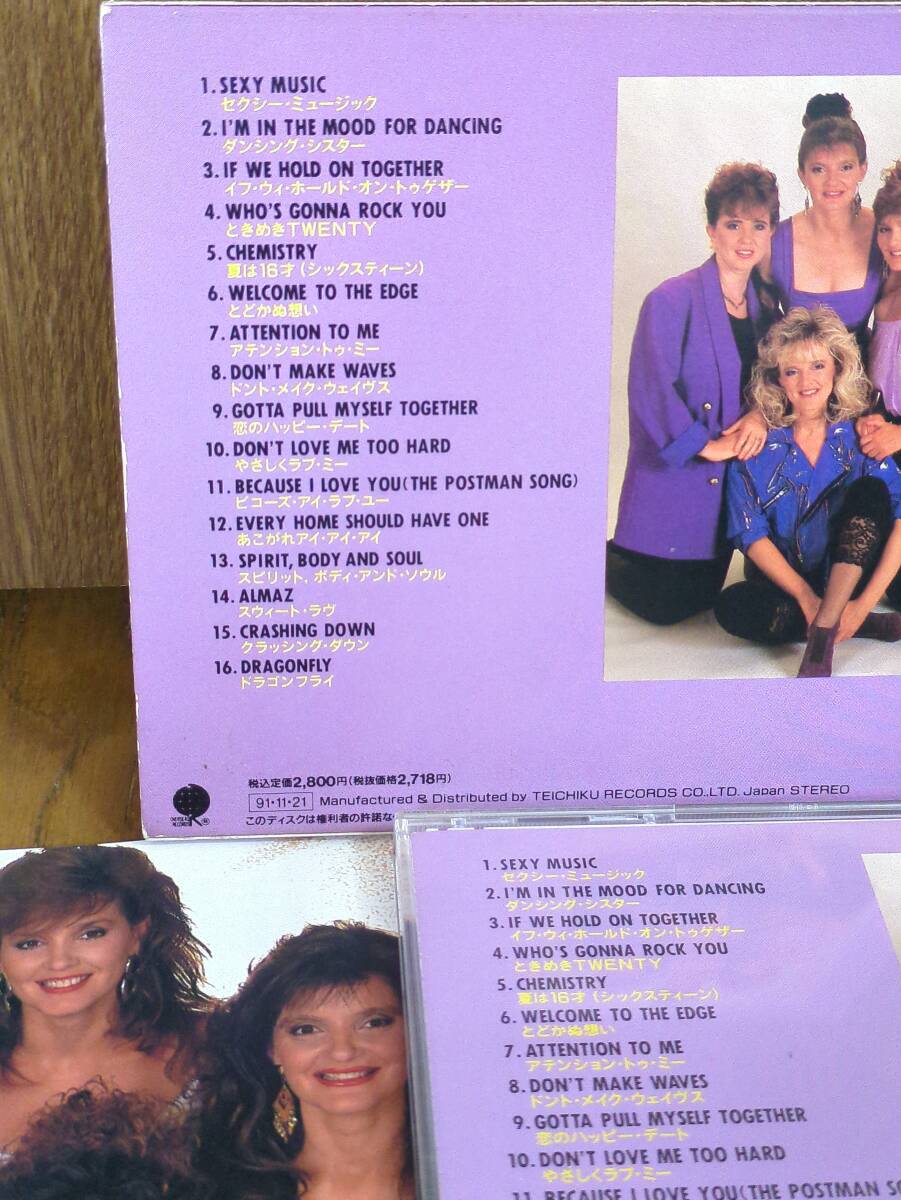 1. SEXY MUSIC
セクシー・ミュージック
2. I'M IN THE MOOD FOR DANCING
ダンシング・シスター
3. IF WE HOLD ON TOGETHER
イフ・ウィ・ホールド・オン・トゥゲザー
4. WHO'S GONNA ROCK YOU
ときめきTWENTY
5. CHEMISTRY
夏は16才（シックスティーン）
6. WELCOME TO THE EDGE
とどかぬ想い
7. ATTENTION TO ME
アテンション・トゥ・ミー
8. DON'T MAKE WAVES
ドント・メイク・ウェイヴス
9. GOTTA PULL MYSELF TOGETHER
恋のハッピー・デート
10. DON'T LOVE ME TOO HARD
やさしくラブ・ミー
11. BECAUSE I LOVE YOU (THE POSTMAN SONG)
ビコーズ・アイ・ラブ・ユー
12. EVERY HOME SHOULD HAVE ONE
あこがれアイ・アイ・アイ
13. SPIRIT, BODY AND SOUL
スピリット, ボディ・アンド・ソウル
14. ALMAZ
スウィート・ラヴ
15. CRASHING DOWN
クラッシング・ダウン
16. DRAGONFLY
ドラゴンフライ
税込定価2,800円(税抜価格2,718円)
91・11・21 Manufactured & Distributed by TEICHIKU RECORDS CO.,LTD. Japan STEREO
このディスクは権利者の許諾な
1. SEXY MUSIC
セクシー・ミュージック
2. I'M IN THE MOOD FOR DANCING
ダンシング・シスター
3. IF WE HOLD ON TOGETHER
イフ・ウィ・ホールド・オン・トゥゲザー
4. WHO'S GONNA ROCK YOU
ときめきTWENTY
5. CHEMISTRY
夏は16才（シックスティーン）
6. WELCOME TO THE EDGE
とどかぬ想い
7. ATTENTION TO ME
アテンション・トゥ・ミー
8. DON'T MAKE WAVES
ドント・メイク・ウェイヴス
9. GOTTA PULL MYSELF TOGETHER
恋のハッピー・デート
10. DON'T LOVE ME TOO HARD
やさしくラブ・ミー
11. BECAUSE I LOVE YOU (THE POSTMAN SO